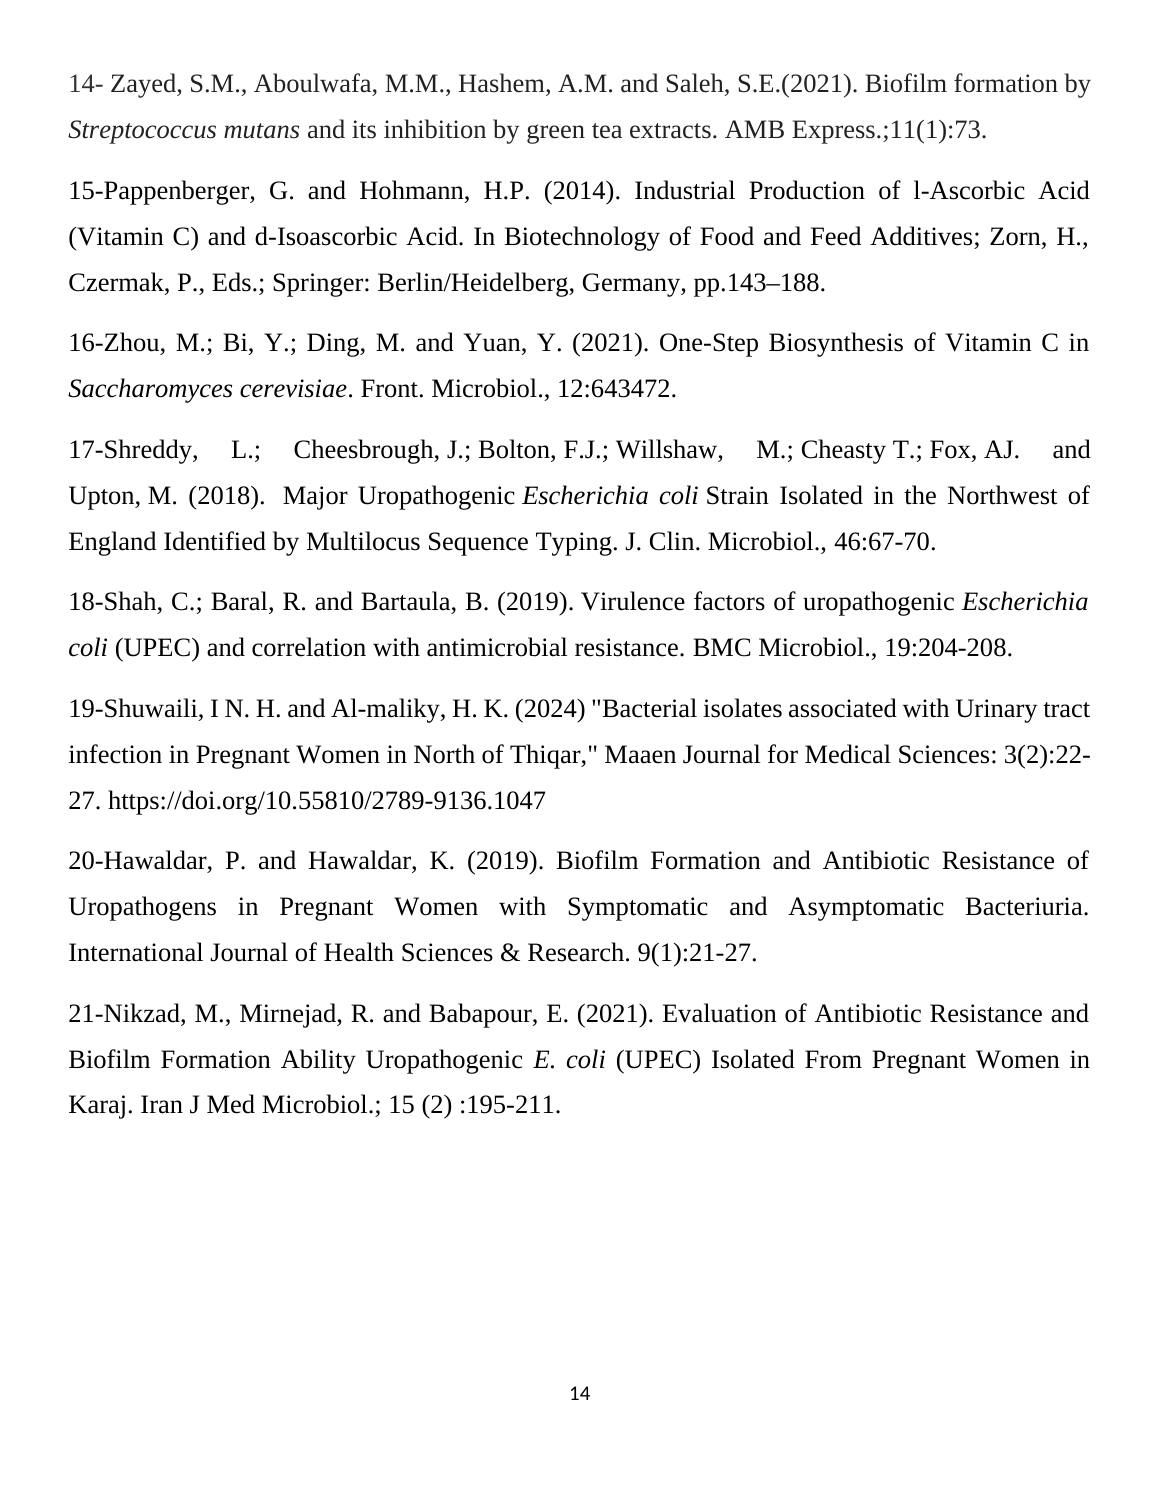 14- Zayed, S.M., Aboulwafa, M.M., Hashem, A.M. and Saleh, S.E.(2021). Biofilm formation by
Streptococcus mutans and its inhibition by green tea extracts. AMB Express.;11(1):73.
15-Pappenberger, G. and Hohmann, H.P. (2014). Industrial Production of l-Ascorbic Acid
(Vitamin C) and d-Isoascorbic Acid. In Biotechnology of Food and Feed Additives; Zorn, H.,
Czermak, P., Eds.; Springer: Berlin/Heidelberg, Germany, pp.143–188.
16-Zhou, M.; Bi, Y.; Ding, M. and Yuan, Y. (2021). One-Step Biosynthesis of Vitamin C in
Saccharomyces cerevisiae. Front. Microbiol., 12:643472.
17-Shreddy, L.; Cheesbrough, J.; Bolton, F.J.; Willshaw, M.; Cheasty T.; Fox, AJ. and
Upton, M. (2018). Major Uropathogenic Escherichia coli Strain Isolated in the Northwest of
England Identified by Multilocus Sequence Typing. J. Clin. Microbiol., 46:67-70.
18-Shah, C.; Baral, R. and Bartaula, B. (2019). Virulence factors of uropathogenic Escherichia
coli (UPEC) and correlation with antimicrobial resistance. BMC Microbiol., 19:204-208.
19-Shuwaili, I N. H. and Al-maliky, H. K. (2024) "Bacterial isolates associated with Urinary tract
infection in Pregnant Women in North of Thiqar," Maaen Journal for Medical Sciences: 3(2):22-
27. https://doi.org/10.55810/2789-9136.1047
20-Hawaldar, P. and Hawaldar, K. (2019). Biofilm Formation and Antibiotic Resistance of
Uropathogens in Pregnant Women with Symptomatic and Asymptomatic Bacteriuria.
International Journal of Health Sciences & Research. 9(1):21-27.
21-Nikzad, M., Mirnejad, R. and Babapour, E. (2021). Evaluation of Antibiotic Resistance and
Biofilm Formation Ability Uropathogenic E. coli (UPEC) Isolated From Pregnant Women in
Karaj. Iran J Med Microbiol.; 15 (2) :195-211.
14